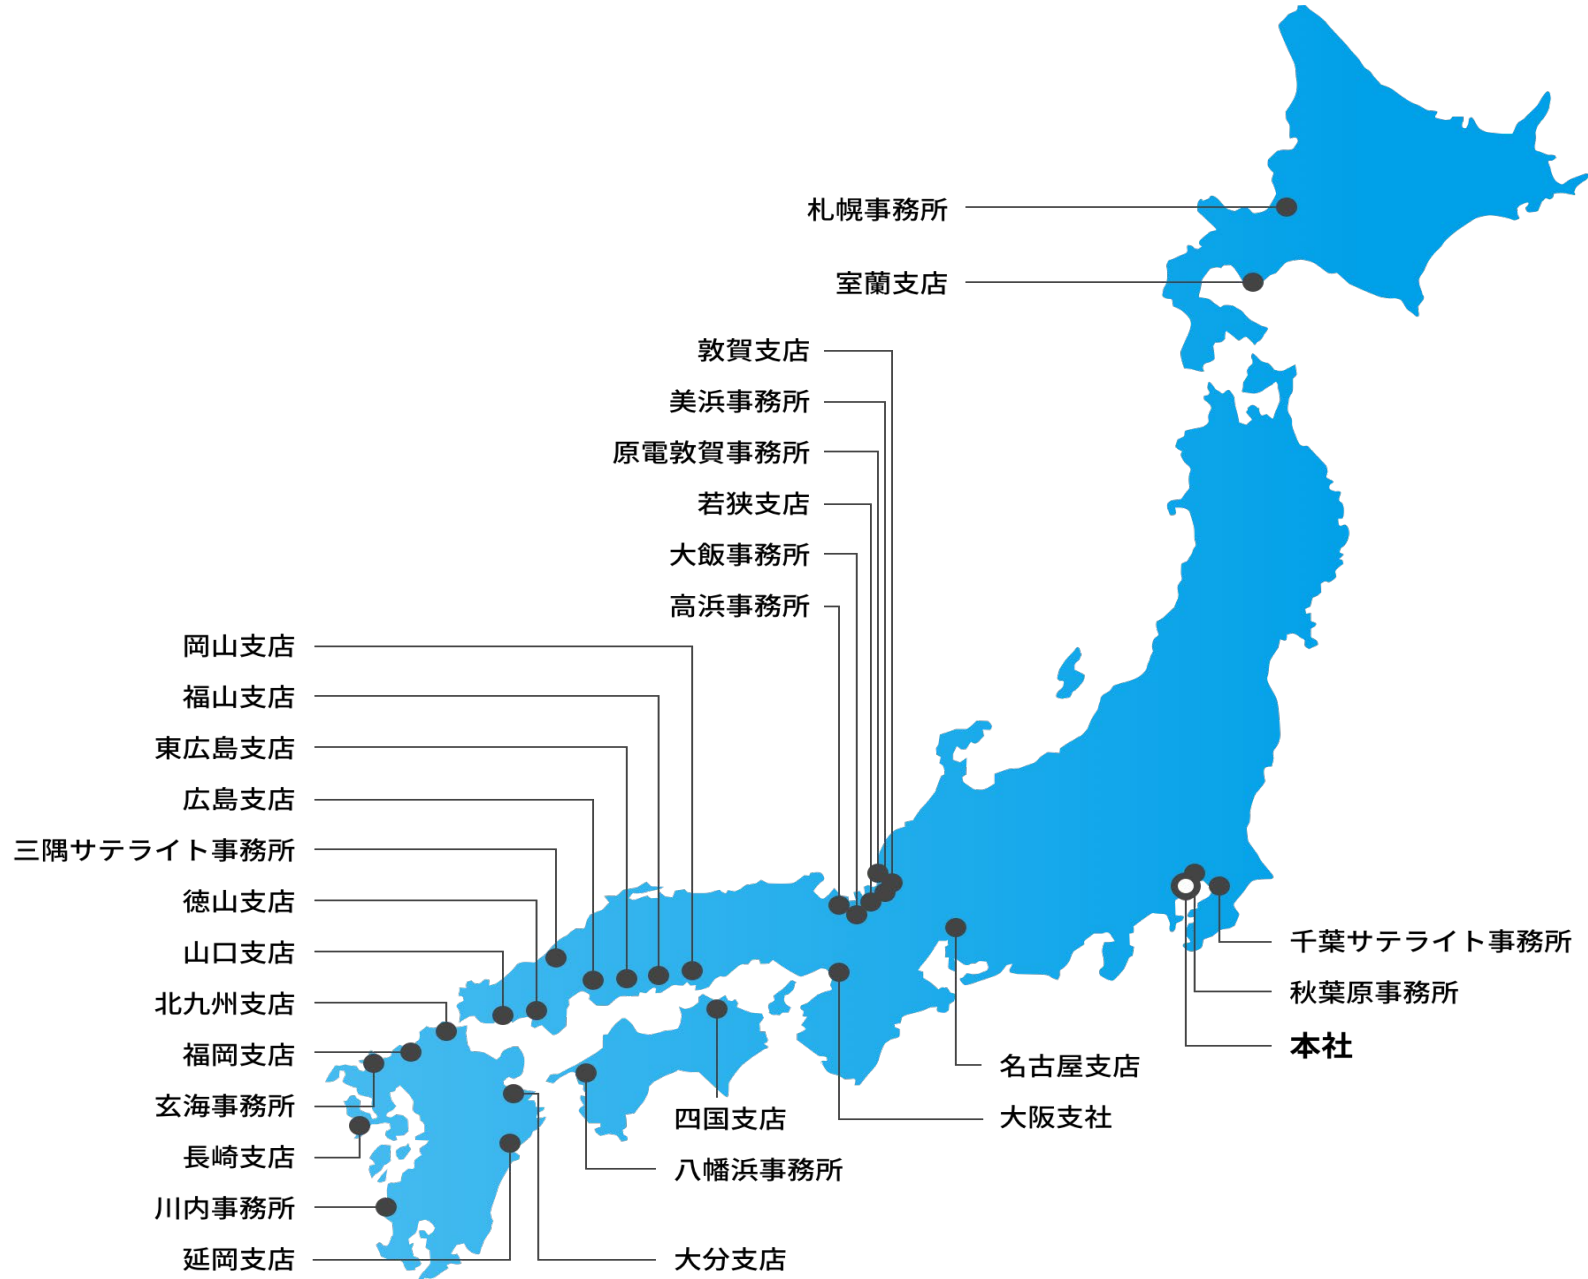 札幌事務所
室蘭支店
敦賀支店
美浜事務所
原電敦賀事務所
若狭支店
大飯事務所
高浜事務所
岡山支店
福山支店
東広島支店
広島支店
三隅サテライト事務所
徳山支店
山口支店
北九州支店
福岡支店
玄海事務所
長崎支店
川内事務所
延岡支店
四国支店
八幡浜事務所
大分支店
千葉サテライト事務所
秋葉原事務所
本社
名古屋支店
大阪支社